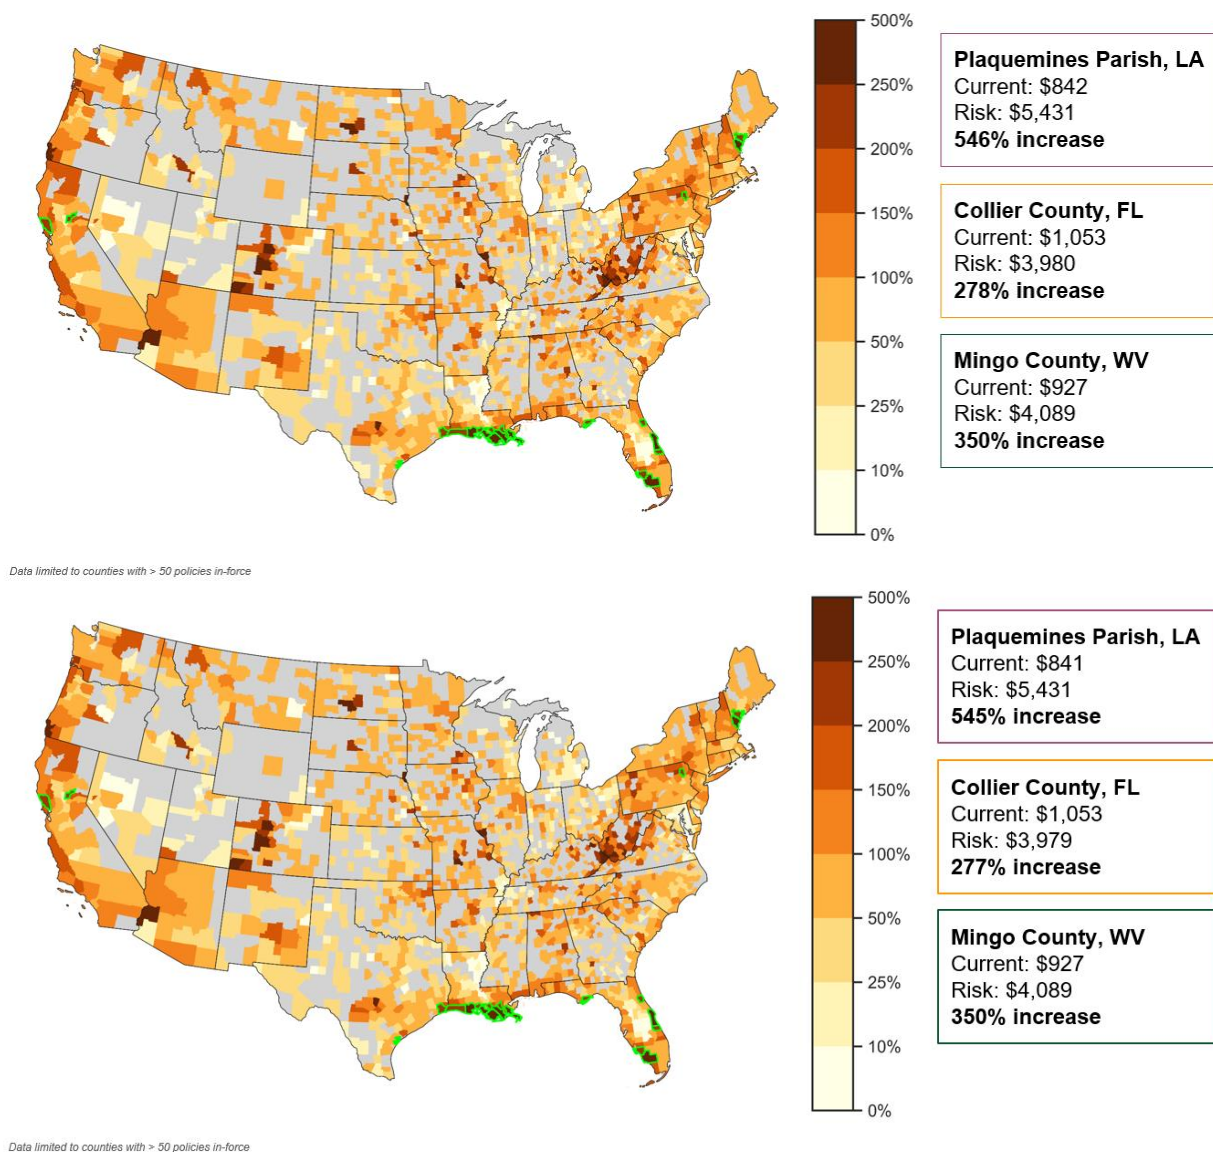 500%
250%
200%
150%
100%
50%
25%
10%
0%
Plaquemines Parish, LA
Current: $842
Risk: $5,431
546% increase
Collier County, FL
Current: $1,053
Risk: $3,980
278% increase
Mingo County, WV
Current: $927
Risk: $4,089
350% increase
Data limited to counties with > 50 policies in-force
500%
250%
200%
150%
100%
50%
25%
10%
0%
Plaquemines Parish, LA
Current: $841
Risk: $5,431
545% increase
Collier County, FL
Current: $1,053
Risk: $3,979
277% increase
Mingo County, WV
Current: $927
Risk: $4,089
350% increase
Data limited to counties with > 50 policies in-force